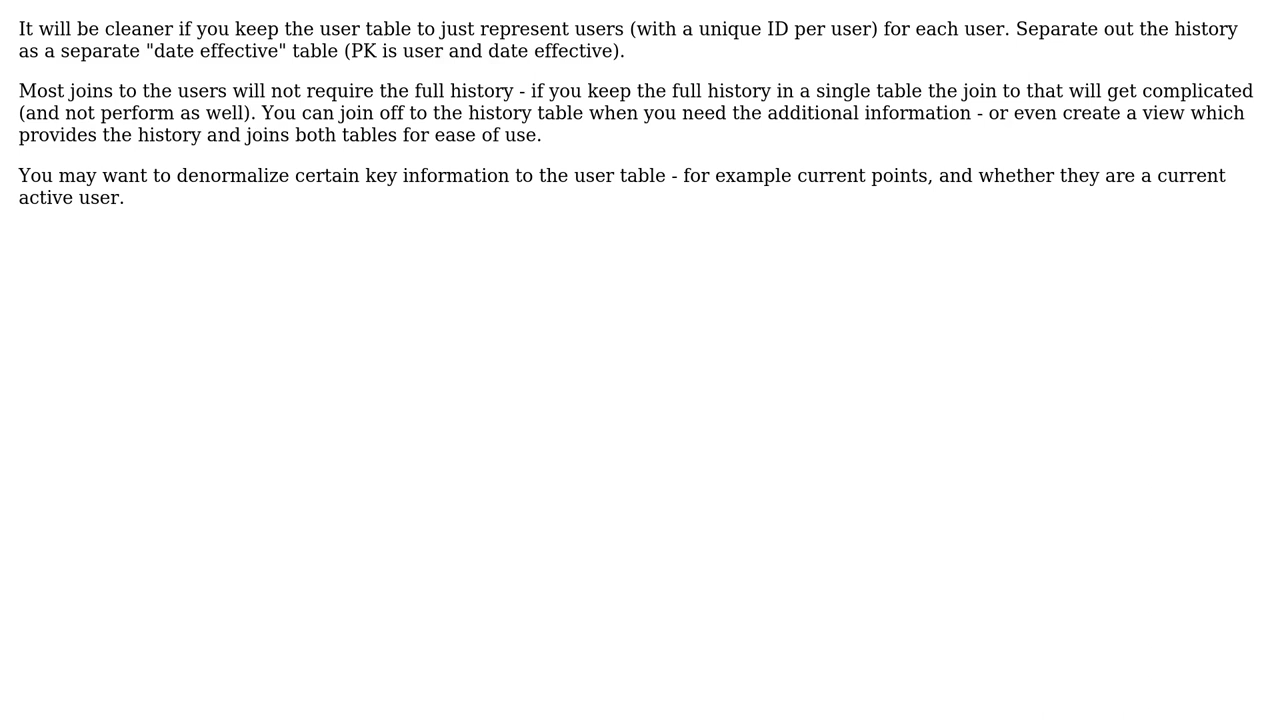 It will be cleaner if you keep the user table to just represent users (with a unique ID per user) for each user. Separate out the history
as a separate "date effective" table (PK is user and date effective).
Most joins to the users will not require the full history - if you keep the full history in a single table the join to that will get complicated
(and not perform as well). You can join off to the history table when you need the additional information - or even create a view which
provides the history and joins both tables for ease of use.
You may want to denormalize certain key information to the user table - for example current points, and whether they are a current
active user.